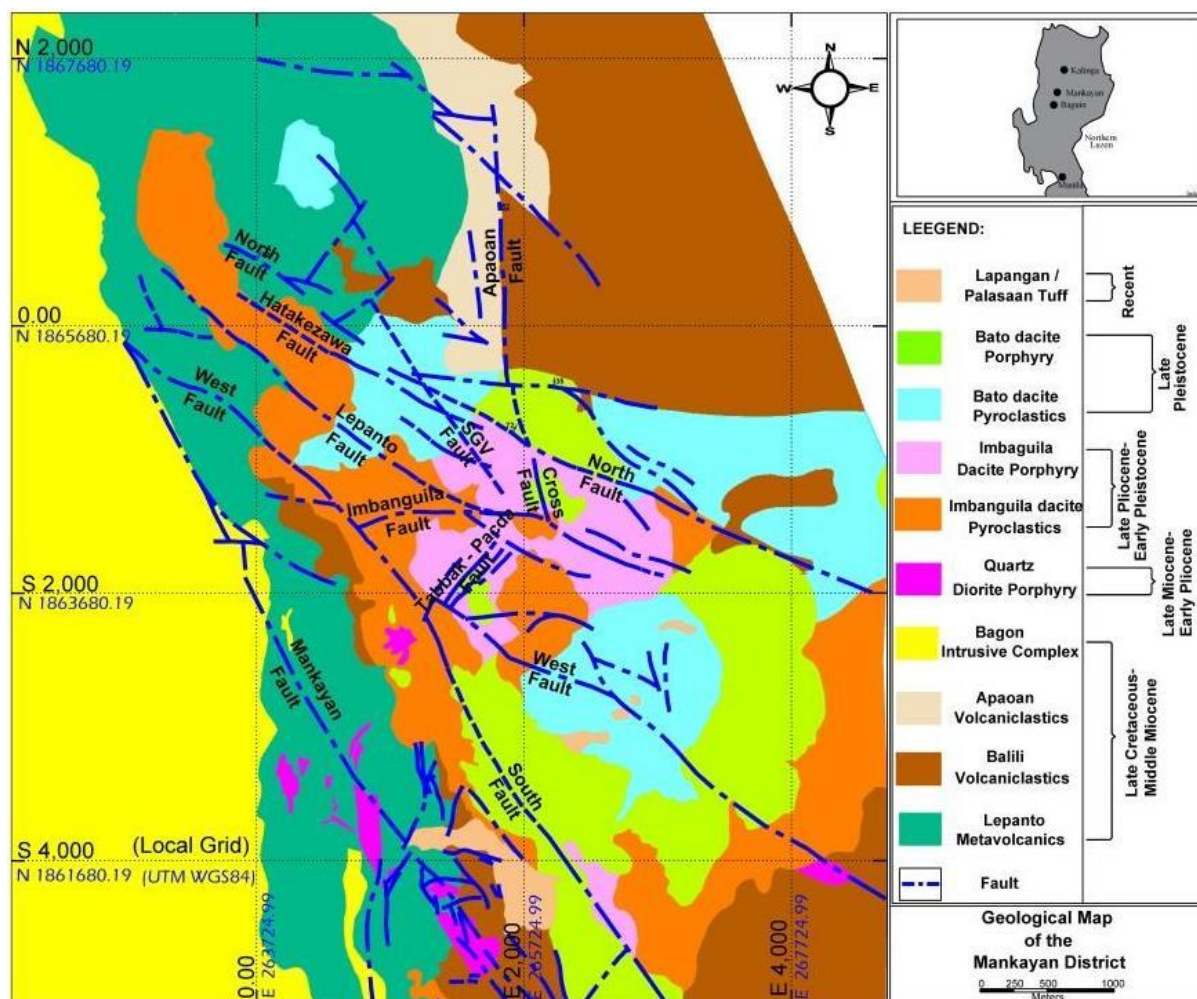 N 2,000
N 1867680.19
0.00
N 1865680.19
S 2,000
N 1863680.19
S 4,000
N 1861680.19
(Local Grid)
(UTM WGS84)
0.00
E 263724.99
E 2,000
E 265724.99
E 4,000
E 267724.99
North
Fault
Hatakezawa
Fault
Apaoan
Fault
West
Fault
Lepanto
Fault
SGV
Fault
Cross
Fault
North
Fault
Imbanguila
Fault
Tabbak - Pacda
Fault
West
Fault
Mankayan
Fault
South
Fault
N
W
E
S
Kalinga
Mankayan
Baguio
Northern
Luzon
Manila
LEEGEND:
Lapangan /
Palasaan Tuff
Recent
Bato dacite
Porphyry
Bato dacite
Pyroclastics
Late
Pleistocene
Imbaguila
Dacite Porphyry
Imbanguila dacite
Pyroclastics
Late Pliocene-
Early Pleistocene
Quartz
Diorite Porphyry
Late Miocene-
Early Pliocene
Bagon
Intrusive Complex
Apaoan
Volcaniclastics
Balili
Volcaniclastics
Lepanto
Metavolcanics
Late Cretaceous-
Middle Miocene
Fault
Geological Map
of the
Mankayan District
0 250 500 1000
Meters